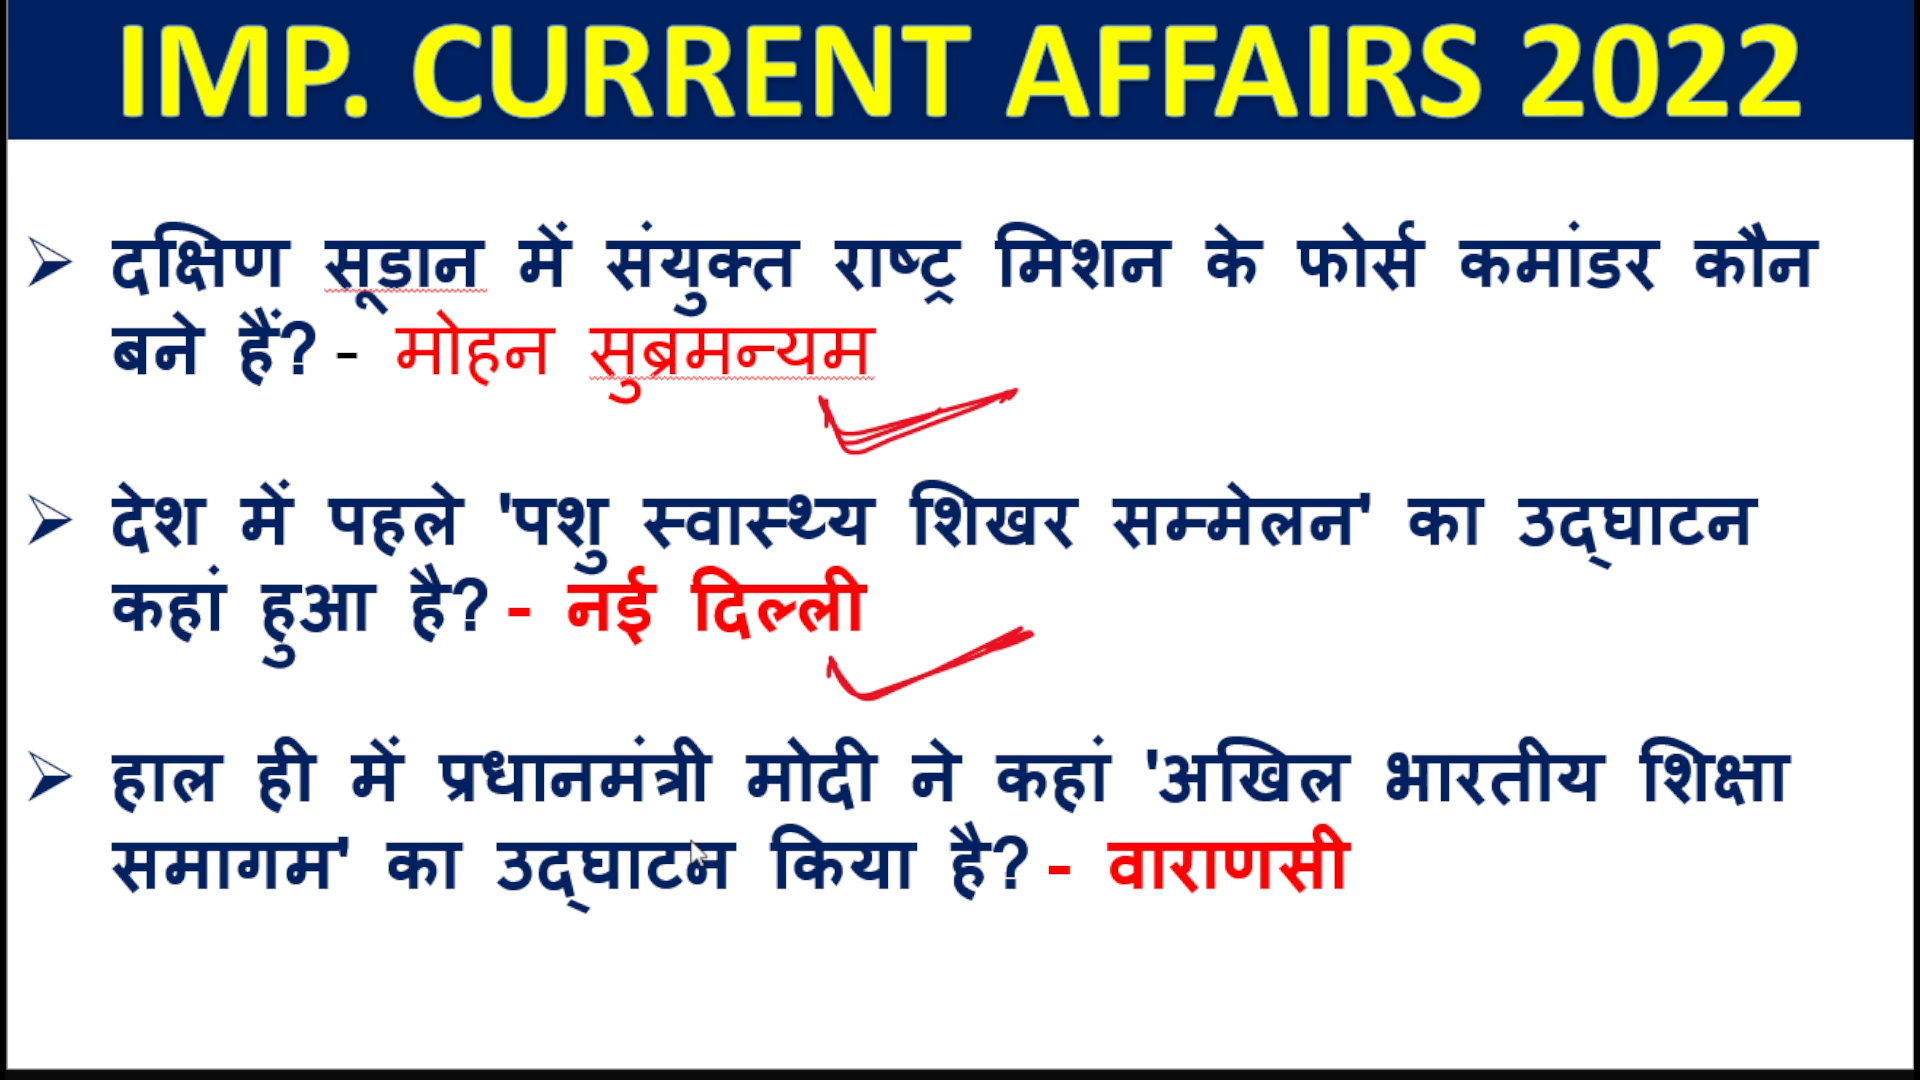 IMP. CURRENT AFFAIRS 2022
दक्षिण सूडान में संयुक्त राष्ट्र मिशन के फोर्स कमांडर कौन
बने हैं? - मोहन सुब्रमन्यम
देश में पहले 'पशु स्वास्थ्य शिखर सम्मेलन' का उद्घाटन
कहां हुआ है? - नई दिल्ली
हाल ही में प्रधानमंत्री मोदी ने कहां 'अखिल भारतीय शिक्षा
समागम' का उद्घाटन किया है? - वाराणसी